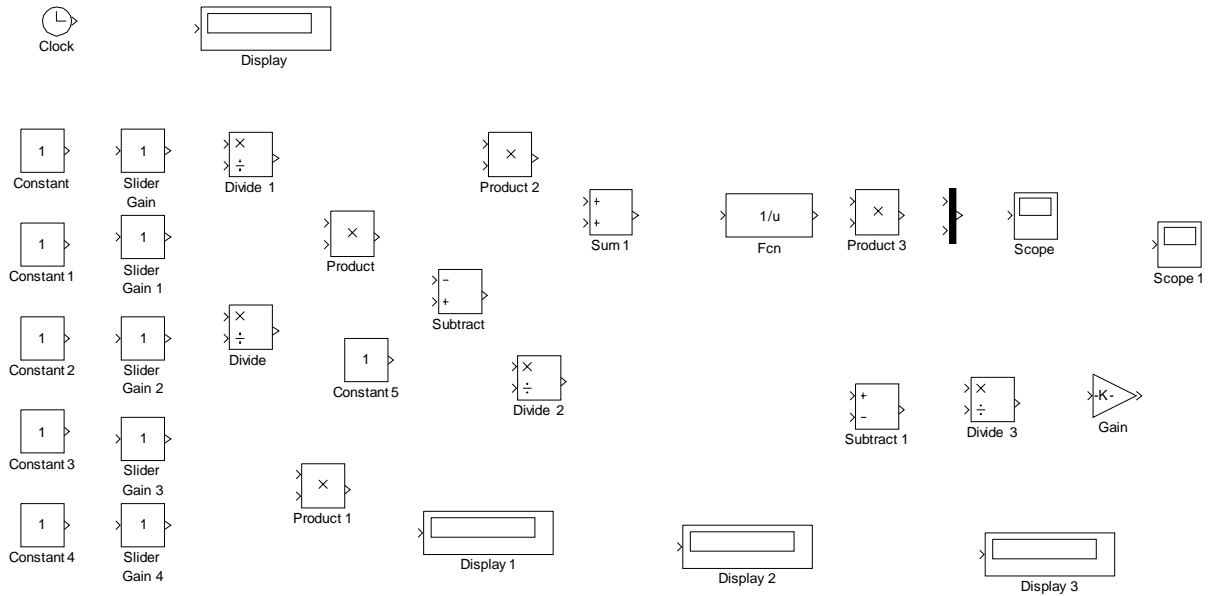 Clock
Display
1
Constant
1
Slider
Gain
×
÷
Divide 1
×
Product 2
1
Constant 1
1
Slider
Gain 1
×
Product
+
+
Sum 1
1/u
Fcn
×
Product 3
Scope
Scope 1
−
+
Subtract
1
Constant 2
1
Slider
Gain 2
×
÷
Divide
1
Constant 5
×
÷
Divide 2
+
−
Subtract 1
×
÷
Divide 3
-K-
Gain
1
Constant 3
1
Slider
Gain 3
×
Product 1
1
Constant 4
1
Slider
Gain 4
Display 1
Display 2
Display 3